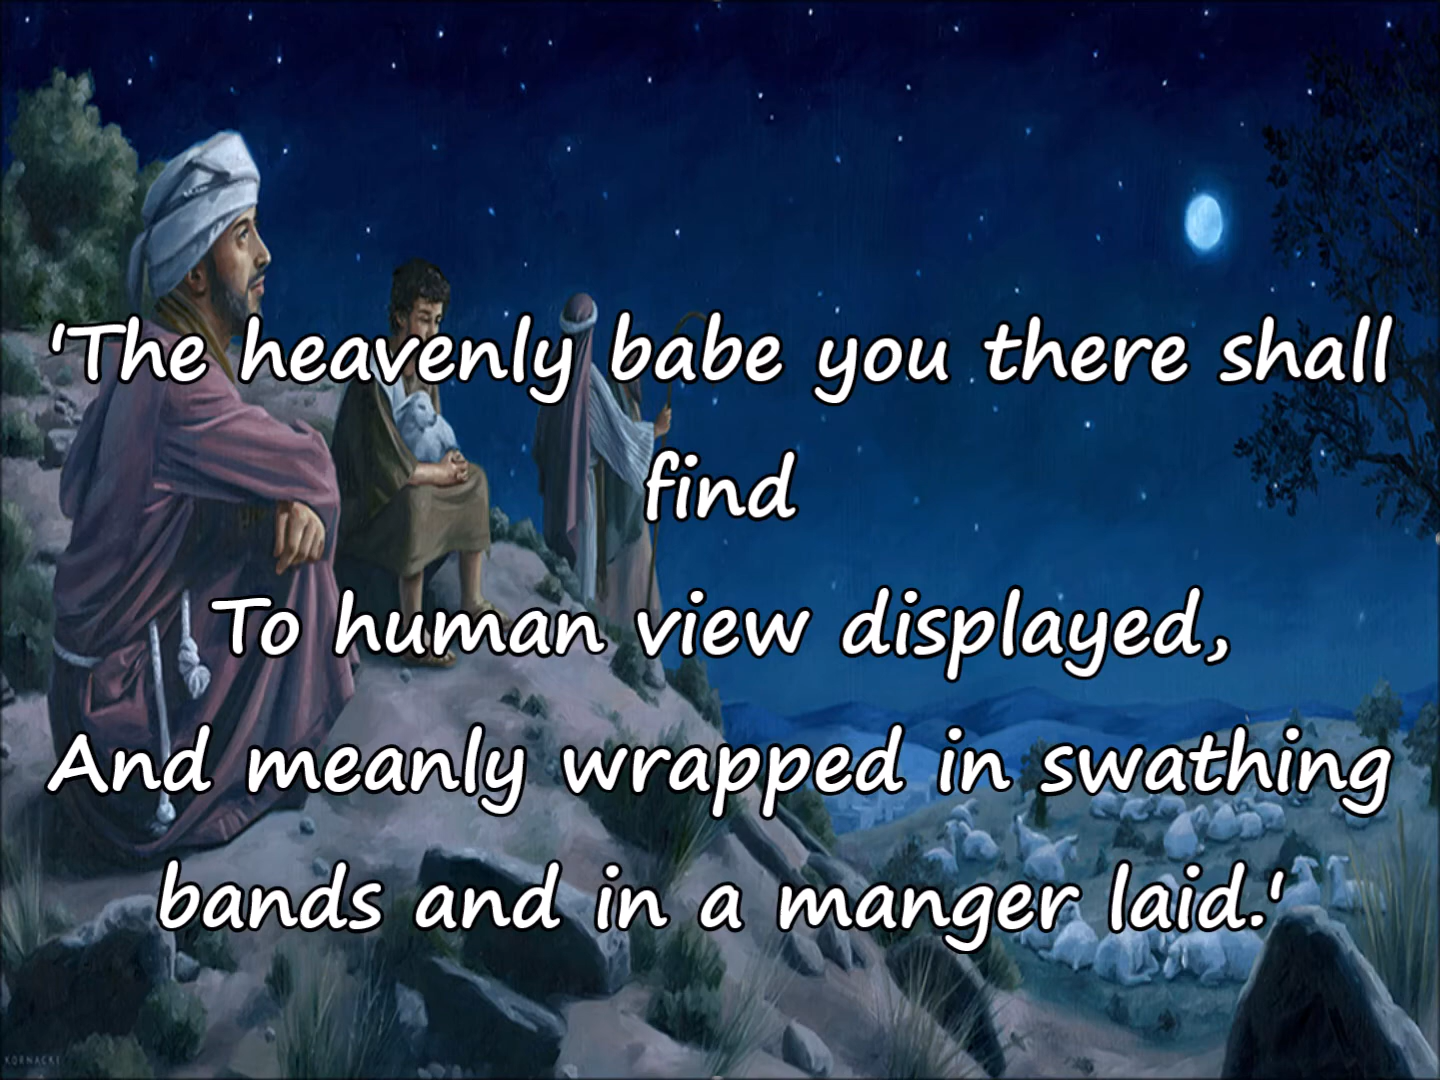 'The heavenly babe you there shall
find
To human view displayed,
And meanly wrapped in swathing
bands and in a manger laid.'
KORNACKI